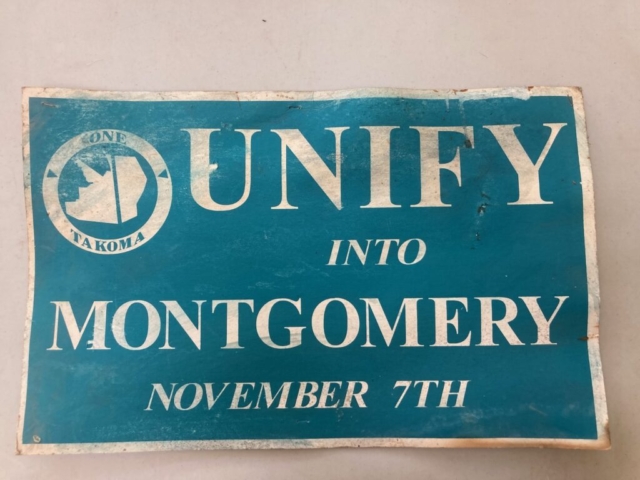 ONE
TAKOMA
UNIFY
INTO
MONTGOMERY
NOVEMBER 7TH